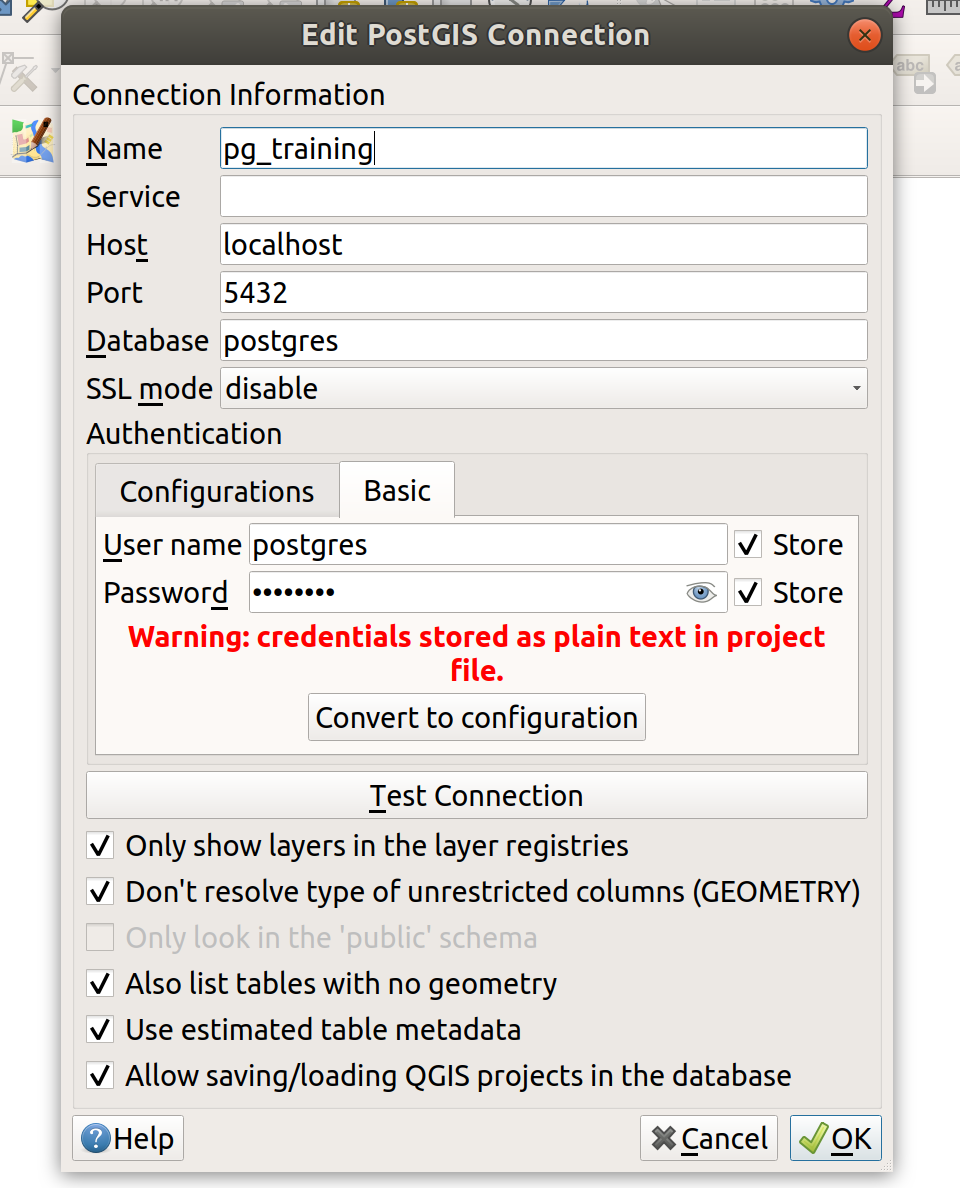 Edit PostGIS Connection
abc
Connection Information
Name pg_training
Service
Host localhost
Port 5432
Database postgres
SSL mode disable
Authentication
Configurations Basic
User name postgres Store
Password •••••••• Store
Warning: credentials stored as plain text in project
file.
Convert to configuration
Test Connection
Only show layers in the layer registries
Don't resolve type of unrestricted columns (GEOMETRY)
Only look in the 'public' schema
Also list tables with no geometry
Use estimated table metadata
Allow saving/loading QGIS projects in the database
Help Cancel OK